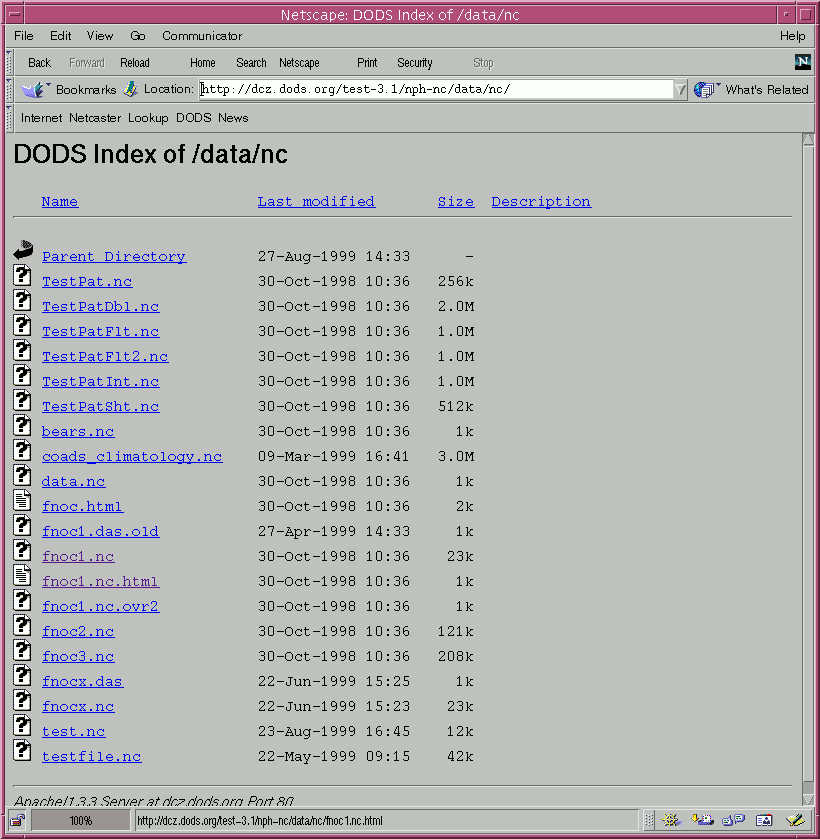 Netscape: DODS Index of /data/nc
File Edit View Go Communicator Help
Back Forward Reload Home Search Netscape Print Security Stop
N
Bookmarks Location: http://dcz.dods.org/test-3.1/nph-nc/data/nc/ What's Related
Internet Netcaster Lookup DODS News
DODS Index of /data/nc
Name Last modified Size Description
Parent Directory 27-Aug-1999 14:33 -
TestPat.nc 30-Oct-1998 10:36 256k
TestPatDbl.nc 30-Oct-1998 10:36 2.0M
TestPatFlt.nc 30-Oct-1998 10:36 1.0M
TestPatFlt2.nc 30-Oct-1998 10:36 1.0M
TestPatInt.nc 30-Oct-1998 10:36 1.0M
TestPatSht.nc 30-Oct-1998 10:36 512k
bears.nc 30-Oct-1998 10:36 1k
coads_climatology.nc 09-Mar-1999 16:41 3.0M
data.nc 30-Oct-1998 10:36 1k
fnoc.html 30-Oct-1998 10:36 2k
fnoc1.das.old 27-Apr-1999 14:33 1k
fnoc1.nc 30-Oct-1998 10:36 23k
fnoc1.nc.html 30-Oct-1998 10:36 1k
fnoc1.nc.ovr2 30-Oct-1998 10:36 1k
fnoc2.nc 30-Oct-1998 10:36 121k
fnoc3.nc 30-Oct-1998 10:36 208k
fnocx.das 22-Jun-1999 15:25 1k
fnocx.nc 22-Jun-1999 15:23 23k
test.nc 23-Aug-1999 16:45 12k
testfile.nc 22-May-1999 09:15 42k
Apache/1.3.3 Server at dcz.dods.org Port 80
100% http://dcz.dods.org/test-3.1/nph-nc/data/nc/fnoc1.nc.html